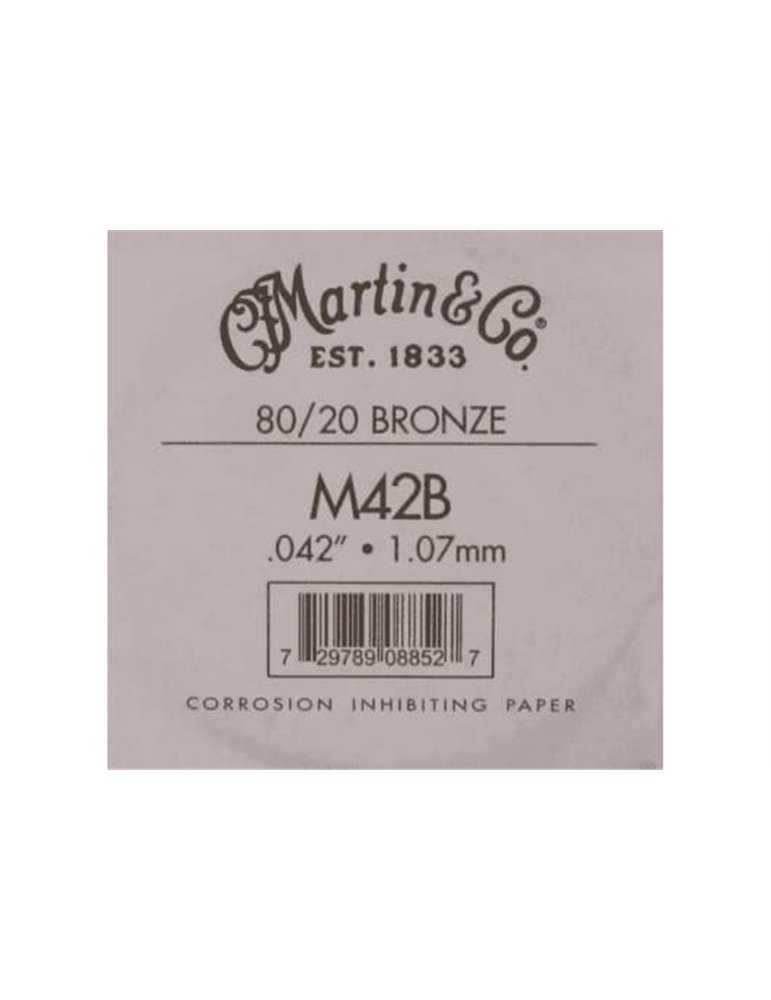 CFMartin & Co.®
EST. 1833
80/20 BRONZE
M42B
.042” • 1.07mm
7 29789 08852 7
CORROSION INHIBITING PAPER